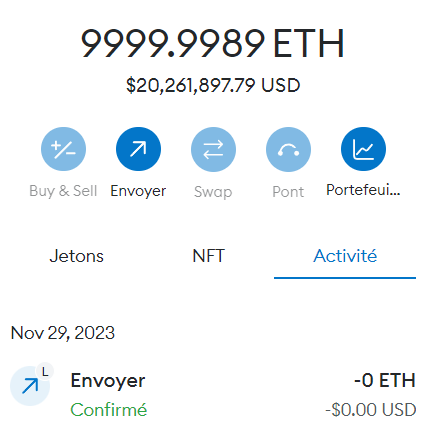 9999.9989 ETH
$20,261,897.79 USD
Buy & Sell Envoyer Swap Pont Portefeui...
Jetons NFT Activité
Nov 29, 2023
L
Envoyer -0 ETH
Confirmé -$0.00 USD